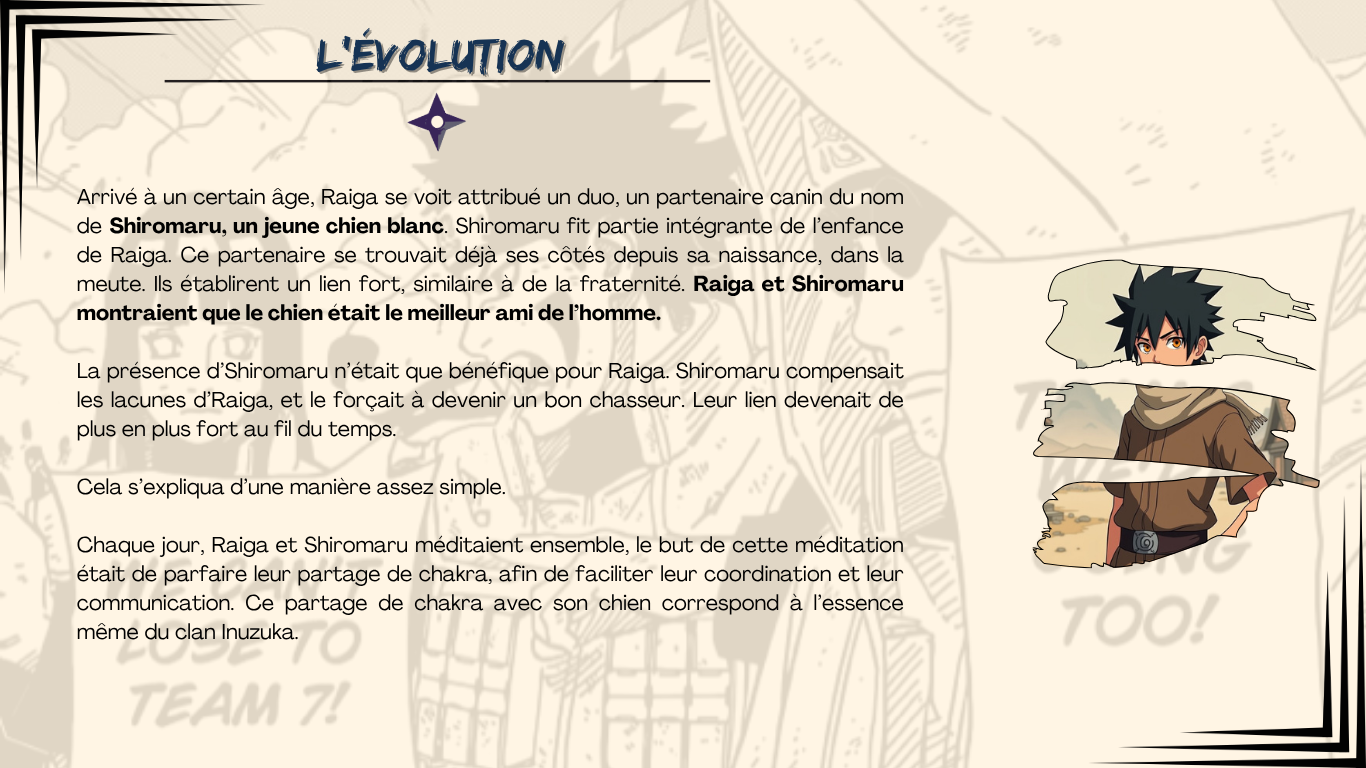 L'ÉVOLUTION
Arrivé à un certain âge, Raiga se voit attribué un duo, un partenaire canin du nom
de Shiromaru, un jeune chien blanc. Shiromaru fit partie intégrante de l'enfance
de Raiga. Ce partenaire se trouvait déjà ses côtés depuis sa naissance, dans la
meute. Ils établirent un lien fort, similaire à de la fraternité. Raiga et Shiromaru
montraient que le chien était le meilleur ami de l'homme.
La présence d'Shiromaru n'était que bénéfique pour Raiga. Shiromaru compensait
les lacunes d'Raiga, et le forçait à devenir un bon chasseur. Leur lien devenait de
plus en plus fort au fil du temps.
Cela s'expliqua d'une manière assez simple.
Chaque jour, Raiga et Shiromaru méditaient ensemble, le but de cette méditation
était de parfaire leur partage de chakra, afin de faciliter leur coordination et leur
communication. Ce partage de chakra avec son chien correspond à l'essence
même du clan Inuzuka.
WE CAN'T
LOSE TO
TEAM 7!
TOO!